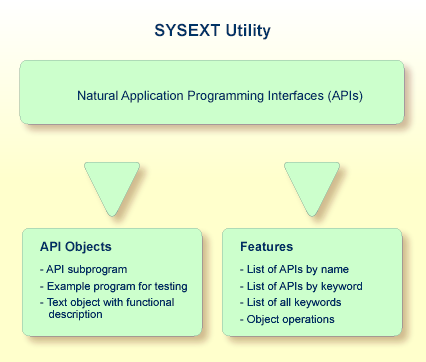 SYSEXT Utility
Natural Application Programming Interfaces (APIs)
API Objects
- API subprogram
- Example program for testing
- Text object with functional
description
Features
- List of APIs by name
- List of APIs by keyword
- List of all keywords
- Object operations